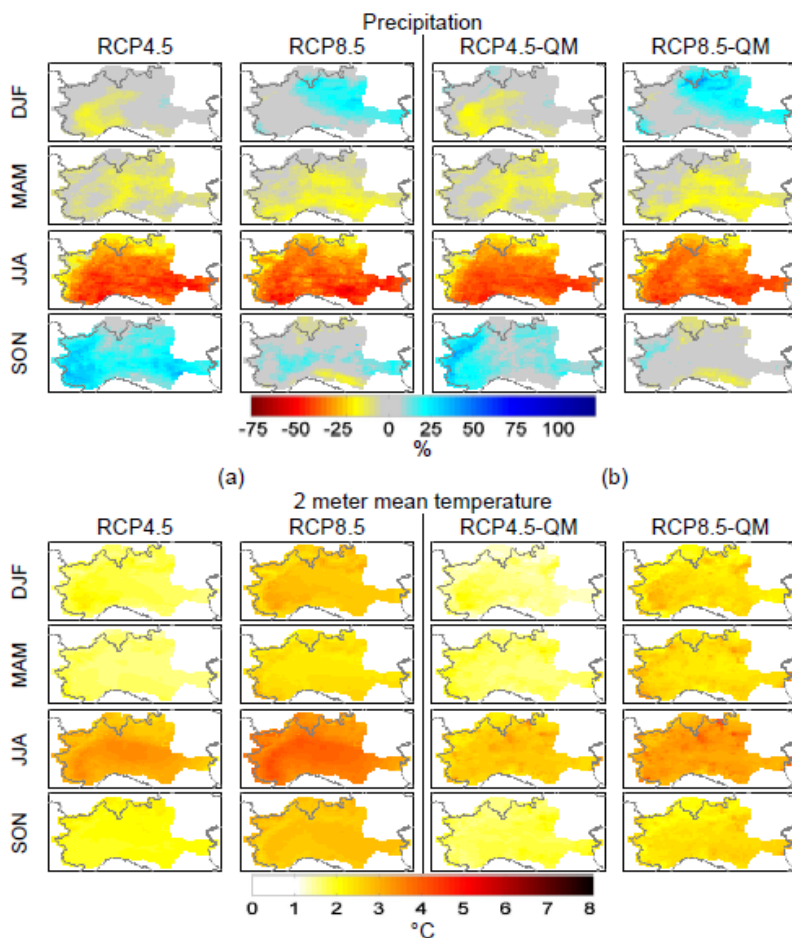 Precipitation
RCP4.5 RCP8.5 RCP4.5-QM RCP8.5-QM
DJF
MAM
JJA
SON
-75 -50 -25 0 25 50 75 100
%
(a) (b)
2 meter mean temperature
RCP4.5 RCP8.5 RCP4.5-QM RCP8.5-QM
DJF
MAM
JJA
SON
0 1 2 3 4 5 6 7 8
°C